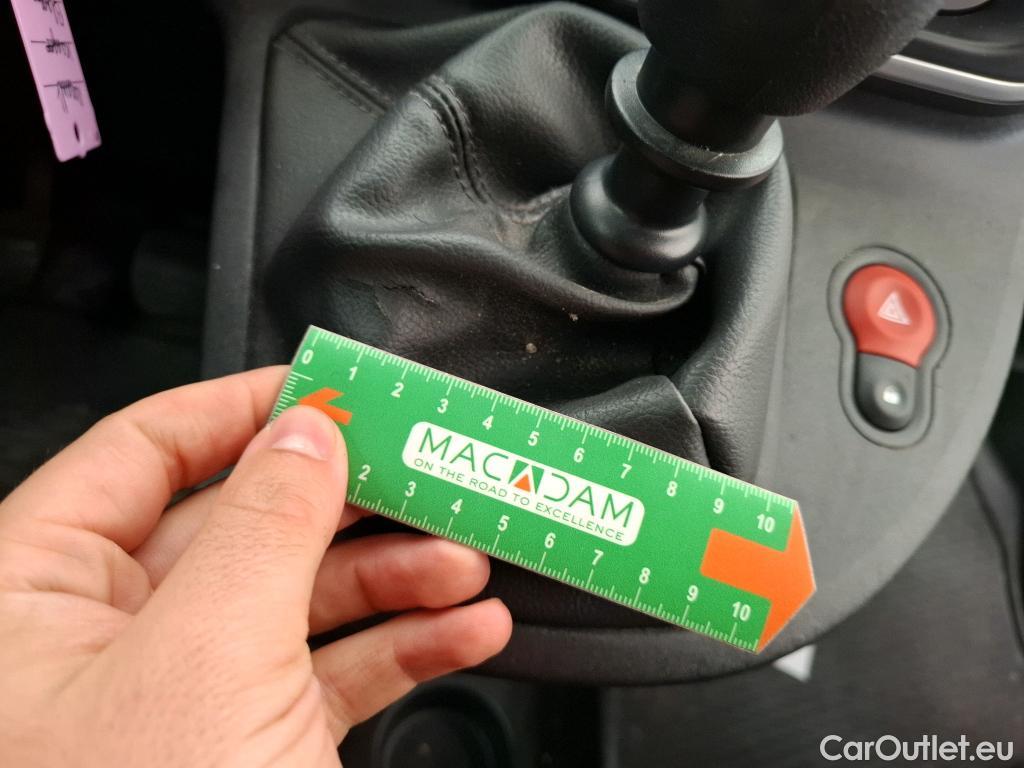 0 1 2 3 4 5 6 7 8 9 10
MACADAM
ON THE ROAD TO EXCELLENCE
2 3 4 5 6 7 8 9 10
CarOutlet.eu